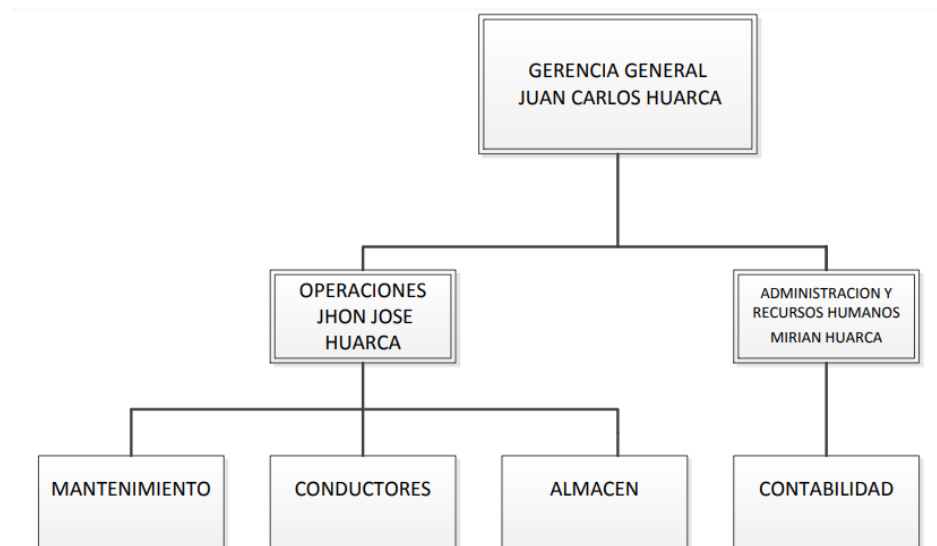 GERENCIA GENERAL
JUAN CARLOS HUARCA
OPERACIONES
JHON JOSE
HUARCA
ADMINISTRACION Y
RECURSOS HUMANOS
MIRIAN HUARCA
MANTENIMIENTO
CONDUCTORES
ALMACEN
CONTABILIDAD